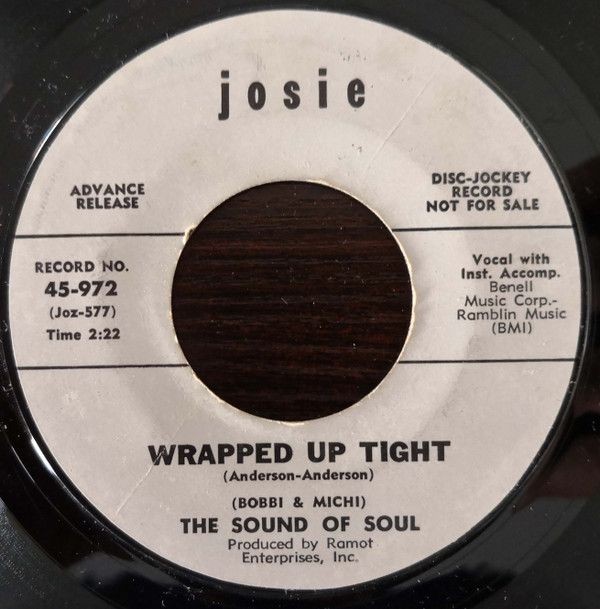 josie
ADVANCE
RELEASE
DISC-JOCKEY
RECORD
NOT FOR SALE
RECORD NO.
45-972
(Joz-577)
Time 2:22
Vocal with
Inst. Accomp.
Benell
Music Corp.-
Ramblin Music
(BMI)
WRAPPED UP TIGHT
(Anderson-Anderson)
(BOBBI & MICHI)
THE SOUND OF SOUL
Produced by Ramot
Enterprises, Inc.